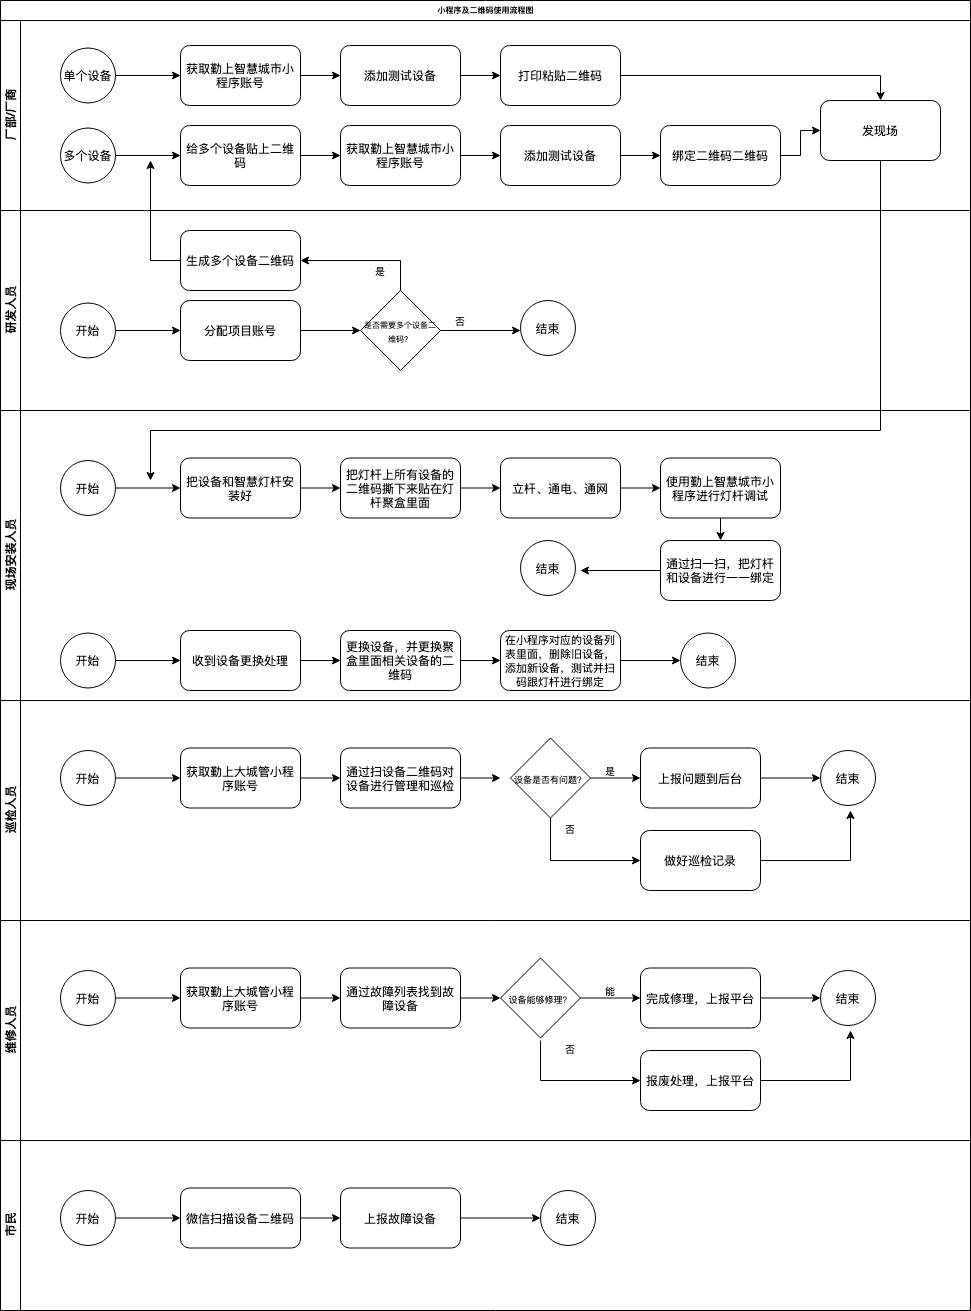 小程序及二维码使用流程图
厂部/厂商
单个设备
获取勤上智慧城市小
程序账号
添加测试设备
打印粘贴二维码
发现场
多个设备
给多个设备贴上二维
码
获取勤上智慧城市小
程序账号
添加测试设备
绑定二维码二维码
研发人员
生成多个设备二维码
是
开始
分配项目账号
是否需要多个设备二
维码?
否
结束
现场安装人员
开始
把设备和智慧灯杆安
装好
把灯杆上所有设备的
二维码撕下来贴在灯
杆聚盒里面
立杆、通电、通网
使用勤上智慧城市小
程序进行灯杆调试
结束
通过扫一扫，把灯杆
和设备进行一一绑定
开始
收到设备更换处理
更换设备，并更换聚
盒里面相关设备的二
维码
在小程序对应的设备列
表里面，删除旧设备，
添加新设备，测试并扫
码跟灯杆进行绑定
结束
巡检人员
开始
获取勤上大城管小程
序账号
通过扫设备二维码对
设备进行管理和巡检
设备是否有问题?
是
上报问题到后台
结束
否
做好巡检记录
维修人员
开始
获取勤上大城管小程
序账号
通过故障列表找到故
障设备
设备能够修理?
能
完成修理，上报平台
结束
否
报废处理，上报平台
市民
开始
微信扫描设备二维码
上报故障设备
结束